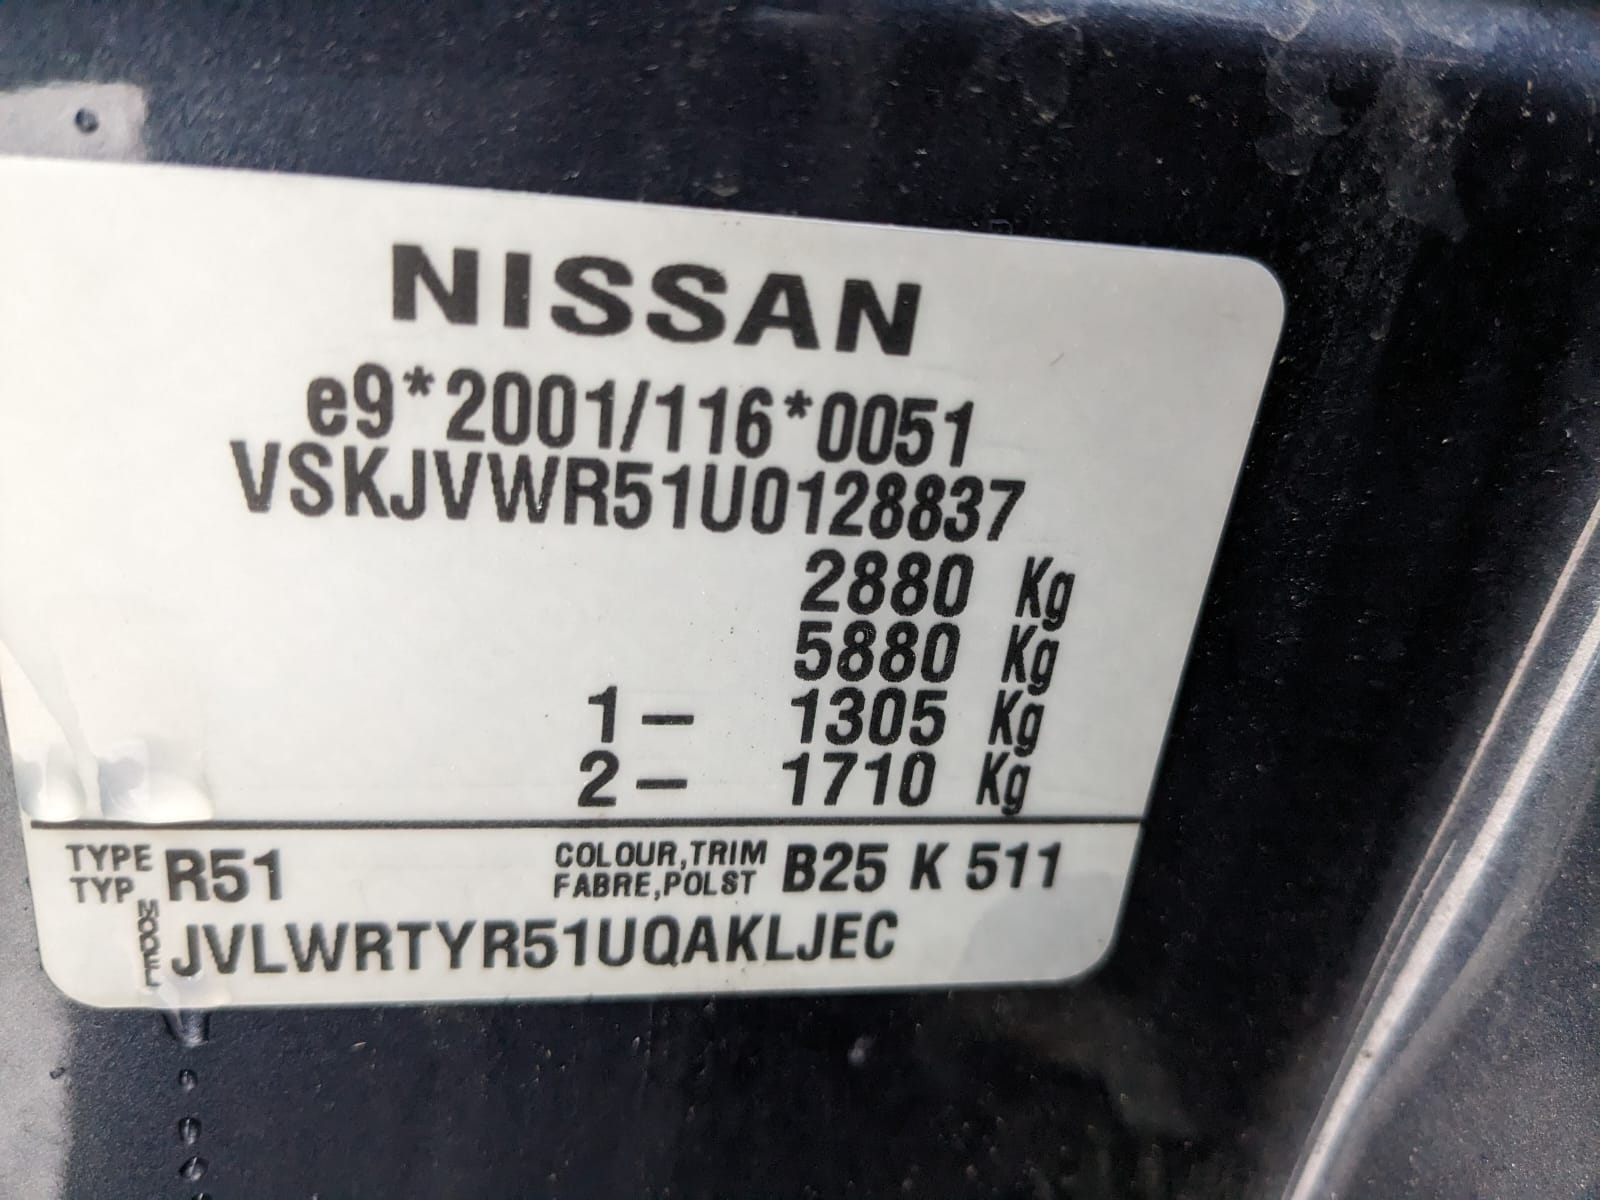 NISSAN
e9*2001/116*0051
VSKJVWR51U0128837
2880 Kg
5880 Kg
1- 1305 Kg
2- 1710 Kg
TYPE
TYP
R51
COLOUR,TRIM
FABRE,POLST
B25 K 511
MODEL
JVLWRTYR51UQAKLJEC